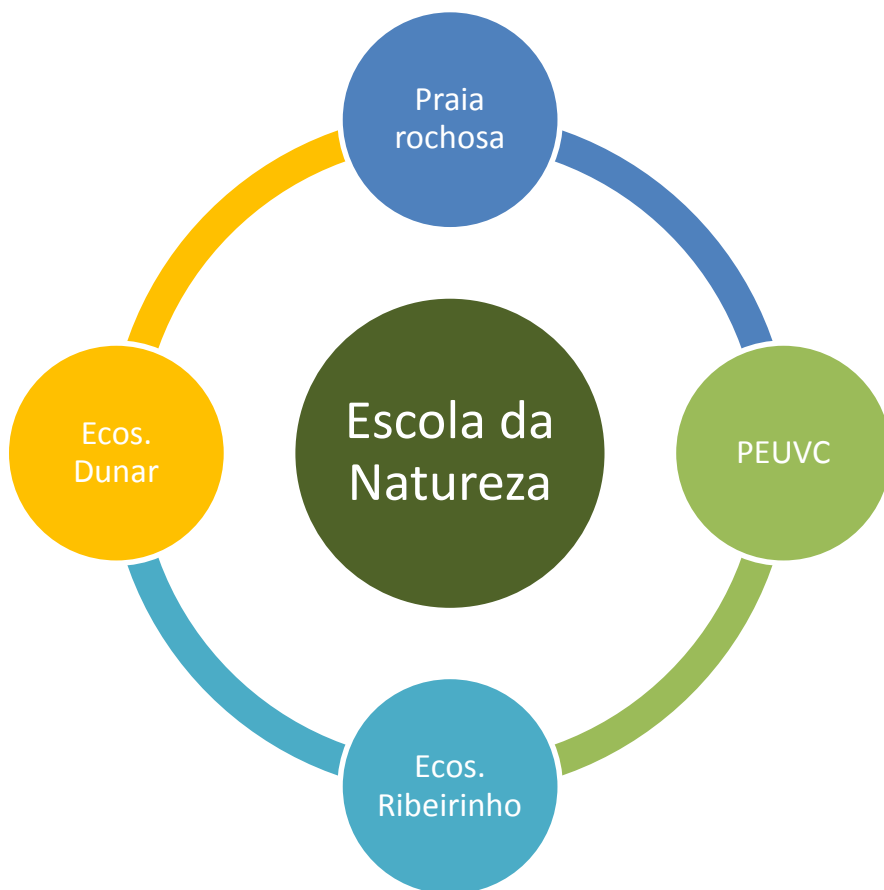 Praia
rochosa
Escola da
Natureza
Ecos.
Dunar
PEUVC
Ecos.
Ribeirinho